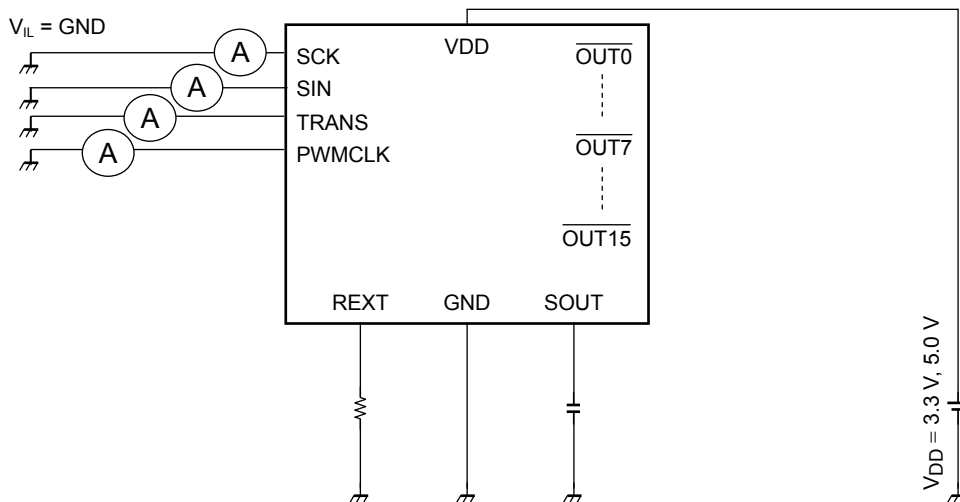 V_IL = GND
A
A
A
A
SCK
SIN
TRANS
PWMCLK
VDD
OUT0
OUT7
OUT15
REXT
GND
SOUT
V_DD = 3.3 V, 5.0 V